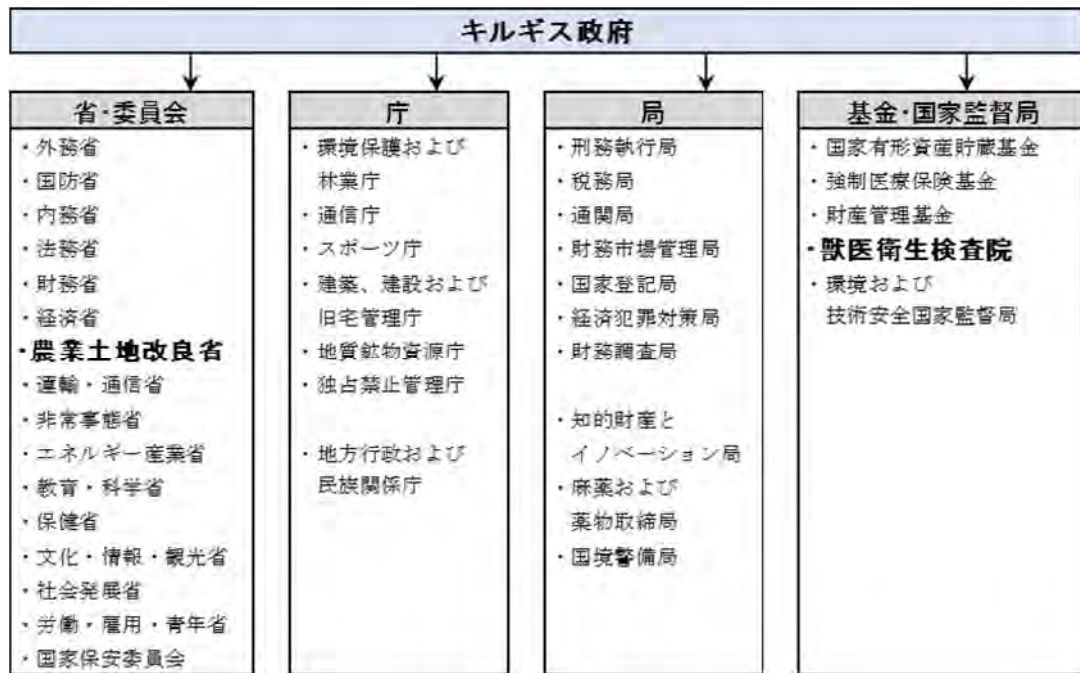 キルギス政府
省・委員会
・外務省
・国防省
・内務省
・法務省
・財務省
・経済省
・農業土地改良省
・運輸・通信省
・非常事態省
・エネルギー産業省
・教育・科学省
・保健省
・文化・情報・観光省
・社会発展省
・労働・雇用・青年省
・国家保安委員会
庁
・環境保護および
林業庁
・通信庁
・スポーツ庁
・建築、建設および
旧宅管理庁
・地質鉱物資源庁
・独占禁止管理庁
・地方行政および
民族関係庁
局
・刑務執行局
・税務局
・通関局
・財務市場管理局
・国家登記局
・経済犯罪対策局
・財務調査局
・知的財産と
イノベーション局
・麻薬および
薬物取締局
・国境警備局
基金・国家監督局
・国家有形資産貯蔵基金
・強制医療保険基金
・財産管理基金
・獣医衛生検査院
・環境および
技術安全国家監督局